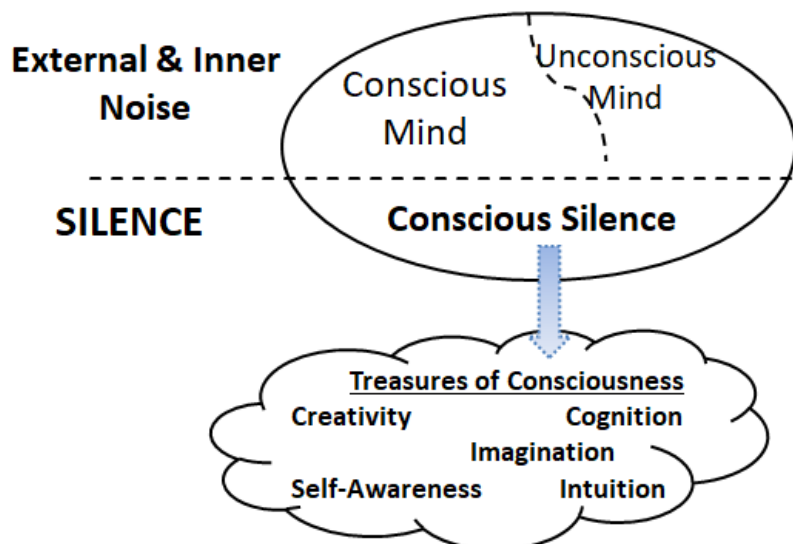 External & Inner
Noise
Conscious
Mind
Unconscious
Mind
SILENCE
Conscious Silence
Treasures of Consciousness
Creativity Cognition
Imagination
Self-Awareness Intuition